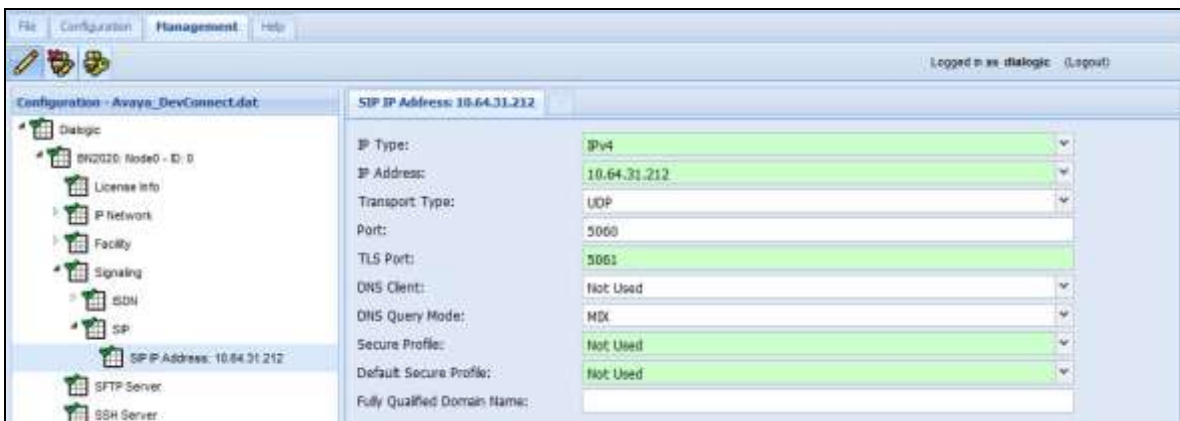 File Configuration Management Help
Logged in as dialogic (Logout)
Configuration - Avaya_DevConnect.dat
Dialogic
BN2020: Node0 - ID: 0
License Info
IP Network
Facility
Signaling
ISDN
SIP
SIP IP Address: 10.64.31.212
SFTP Server
SSH Server
SIP IP Address: 10.64.31.212
IP Type: IPv4
IP Address: 10.64.31.212
Transport Type: UDP
Port: 5060
TLS Port: 5061
DNS Client: Not Used
DNS Query Mode: MIX
Secure Profile: Not Used
Default Secure Profile: Not Used
Fully Qualified Domain Name: